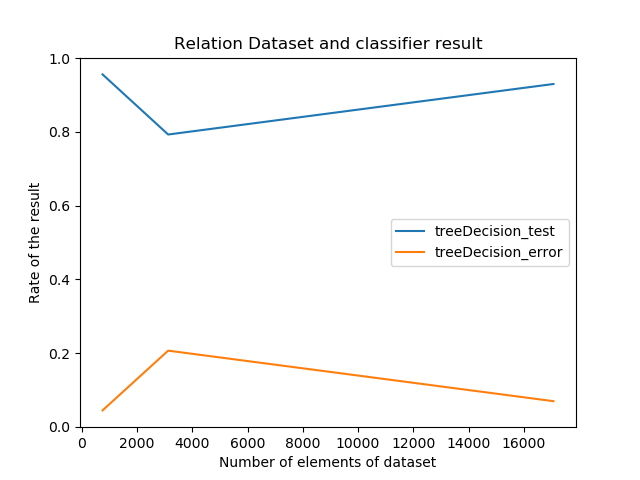 Relation Dataset and classifier result
1.0
0.8
0.6
0.4
0.2
0.0
Rate of the result
treeDecision_test
treeDecision_error
0 2000 4000 6000 8000 10000 12000 14000 16000
Number of elements of dataset